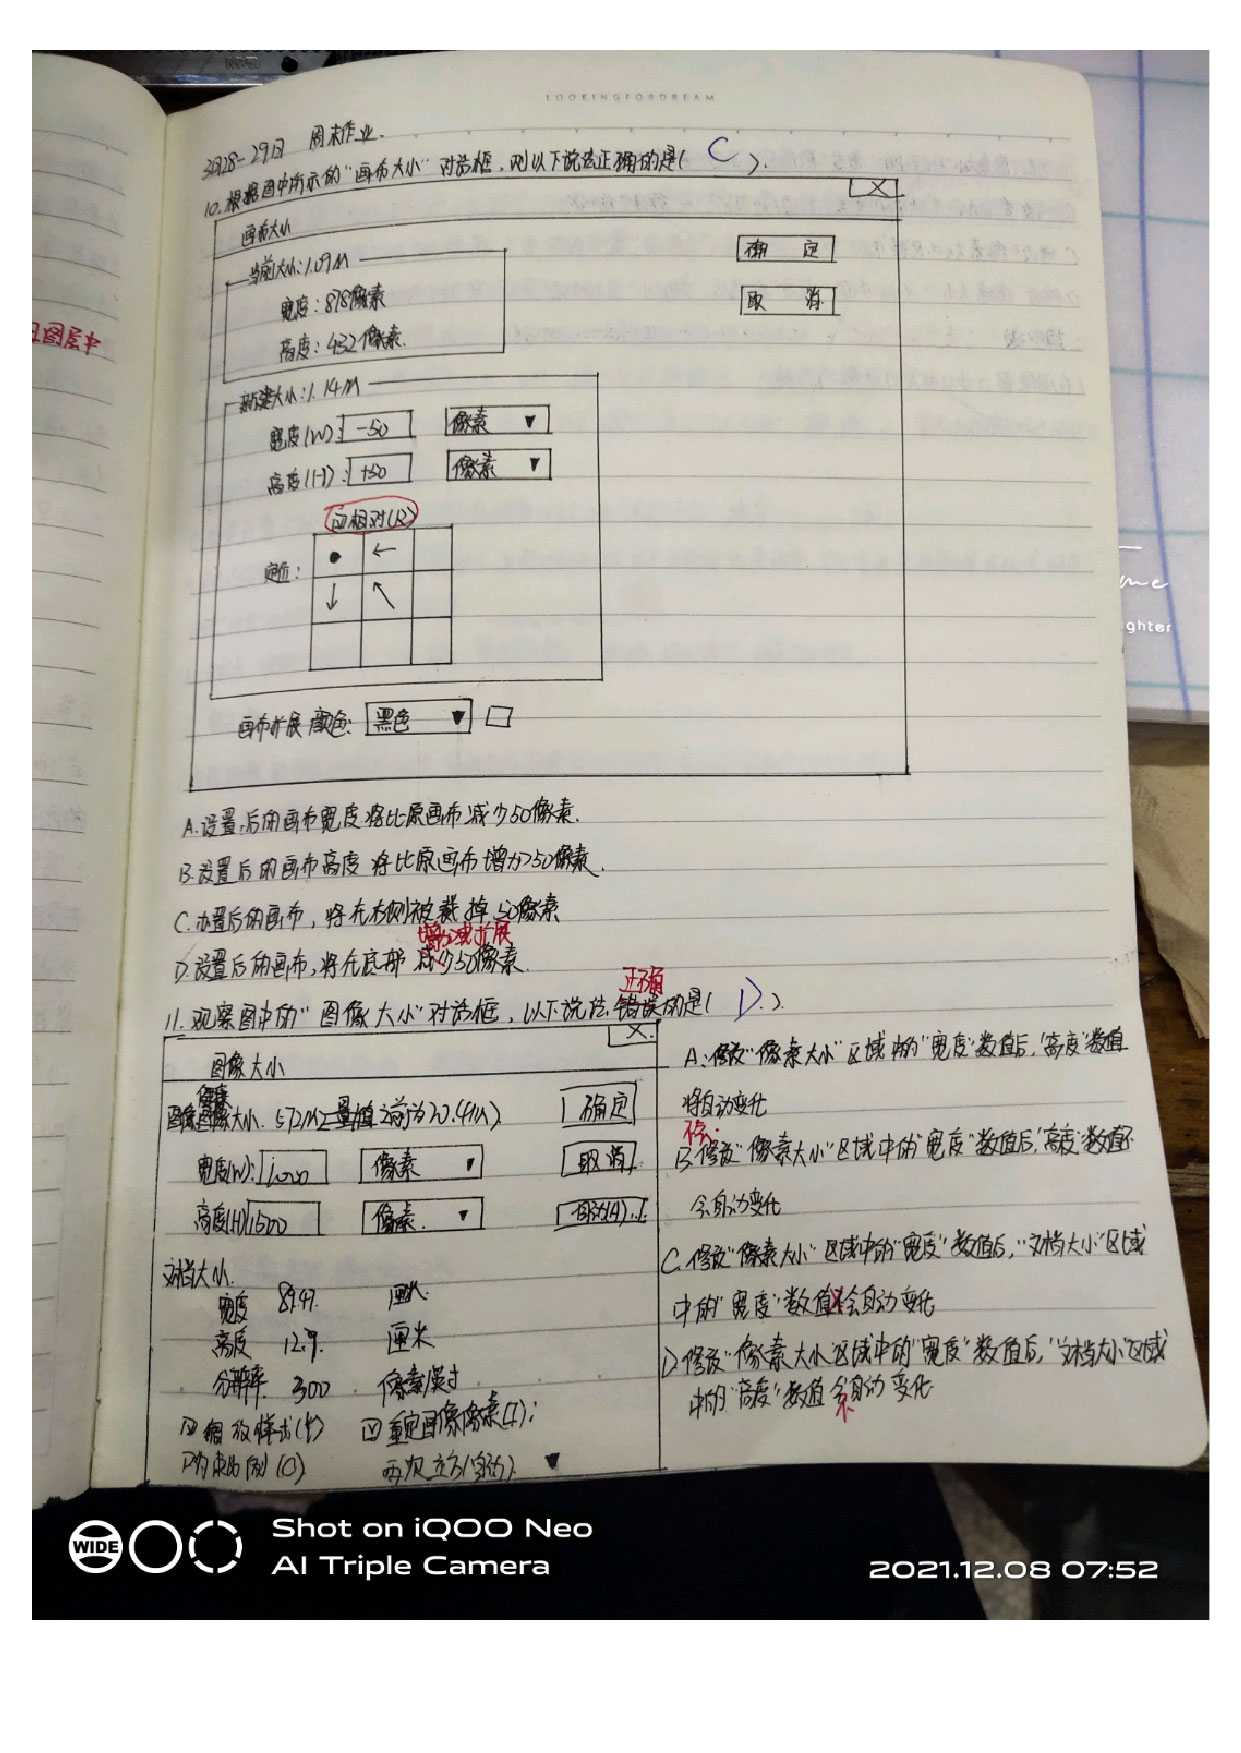 LOOKINGFORDREAM
28-29日 周末作业.
10.根据图中所示的“画布大小”对话框,则以下说法正确的是( C ).
X
画布大小
当前大小:1.09M
确 定
宽度:878像素
取 消
高度:432像素.
且图层中
新建大小:1.14M
宽度(W): -50 像素 ▼
高度(H): +50 像素 ▼
相对(R)
定位:
画布扩展颜色: 黑色 ▼
A.设置后的画布宽度将比原画布减少50像素.
B.设置后的画布高度将比原画布增加50像素.
C.设置后的画布,将在右侧被裁掉50像素
增加或扩展
D.设置后的画布,将在底部减少50像素.
正确
11.观察图中的“图像大小”对话框,以下说法错误的是( D. ).
X.
图像大小
像素
图像大小. 5.72M(之前为20.4M)
确定
宽度(W): 1000 像素 ▼
取消
高度(H) 1500 像素. ▼
自动(A)..
文档大小.
宽度 厘米.
高度 12.7. 厘米
分辨率 300 像素/英寸
缩放样式(Y) 重定图像像素(I):
约束比例(C) 两次立方(自动) ▼
A.修改“像素大小”区域中的“宽度”数值后,“高度”数值
将自动变化
B.修改“像素大小”区域中的“宽度”数值后,“高度”数值不
会自动变化
C.修改“像素大小”区域中的“宽度”数值后,“文档大小”区域
中的“宽度”数值不会自动变化
D.修改“像素大小”区域中的“宽度”数值后,“文档大小”区域
中的“高度”数值会自动变化
不
me
ghter
WIDE
Shot on iQOO Neo
AI Triple Camera
2021.12.08 07:52